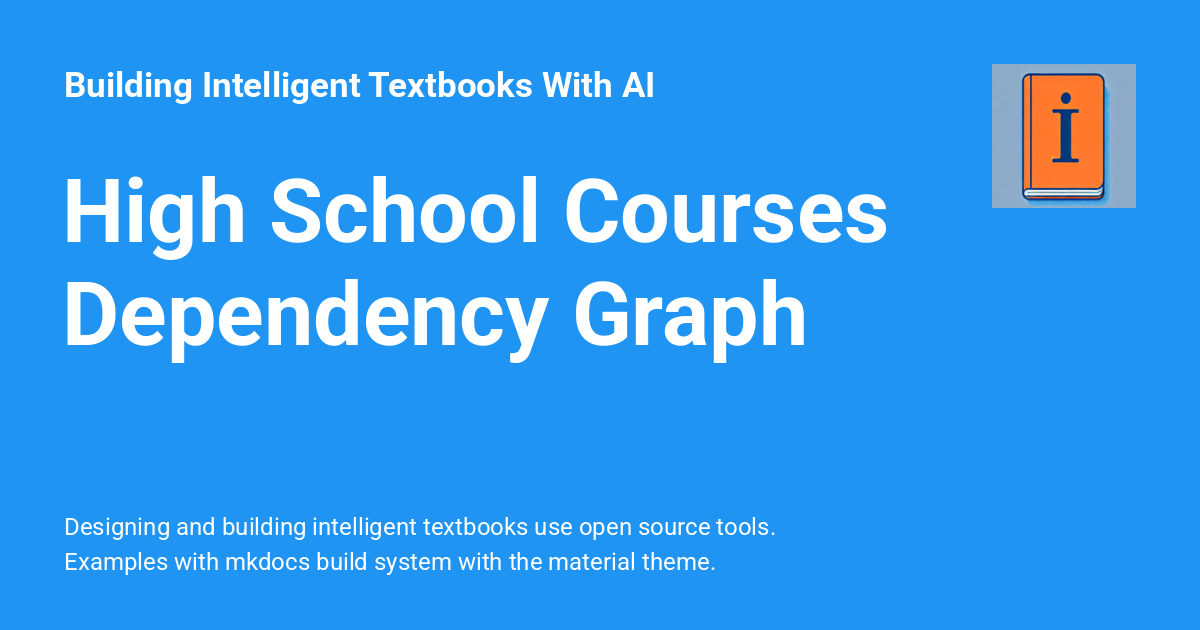 Building Intelligent Textbooks With AI
i
High School Courses
Dependency Graph
Designing and building intelligent textbooks use open source tools.
Examples with mkdocs build system with the material theme.